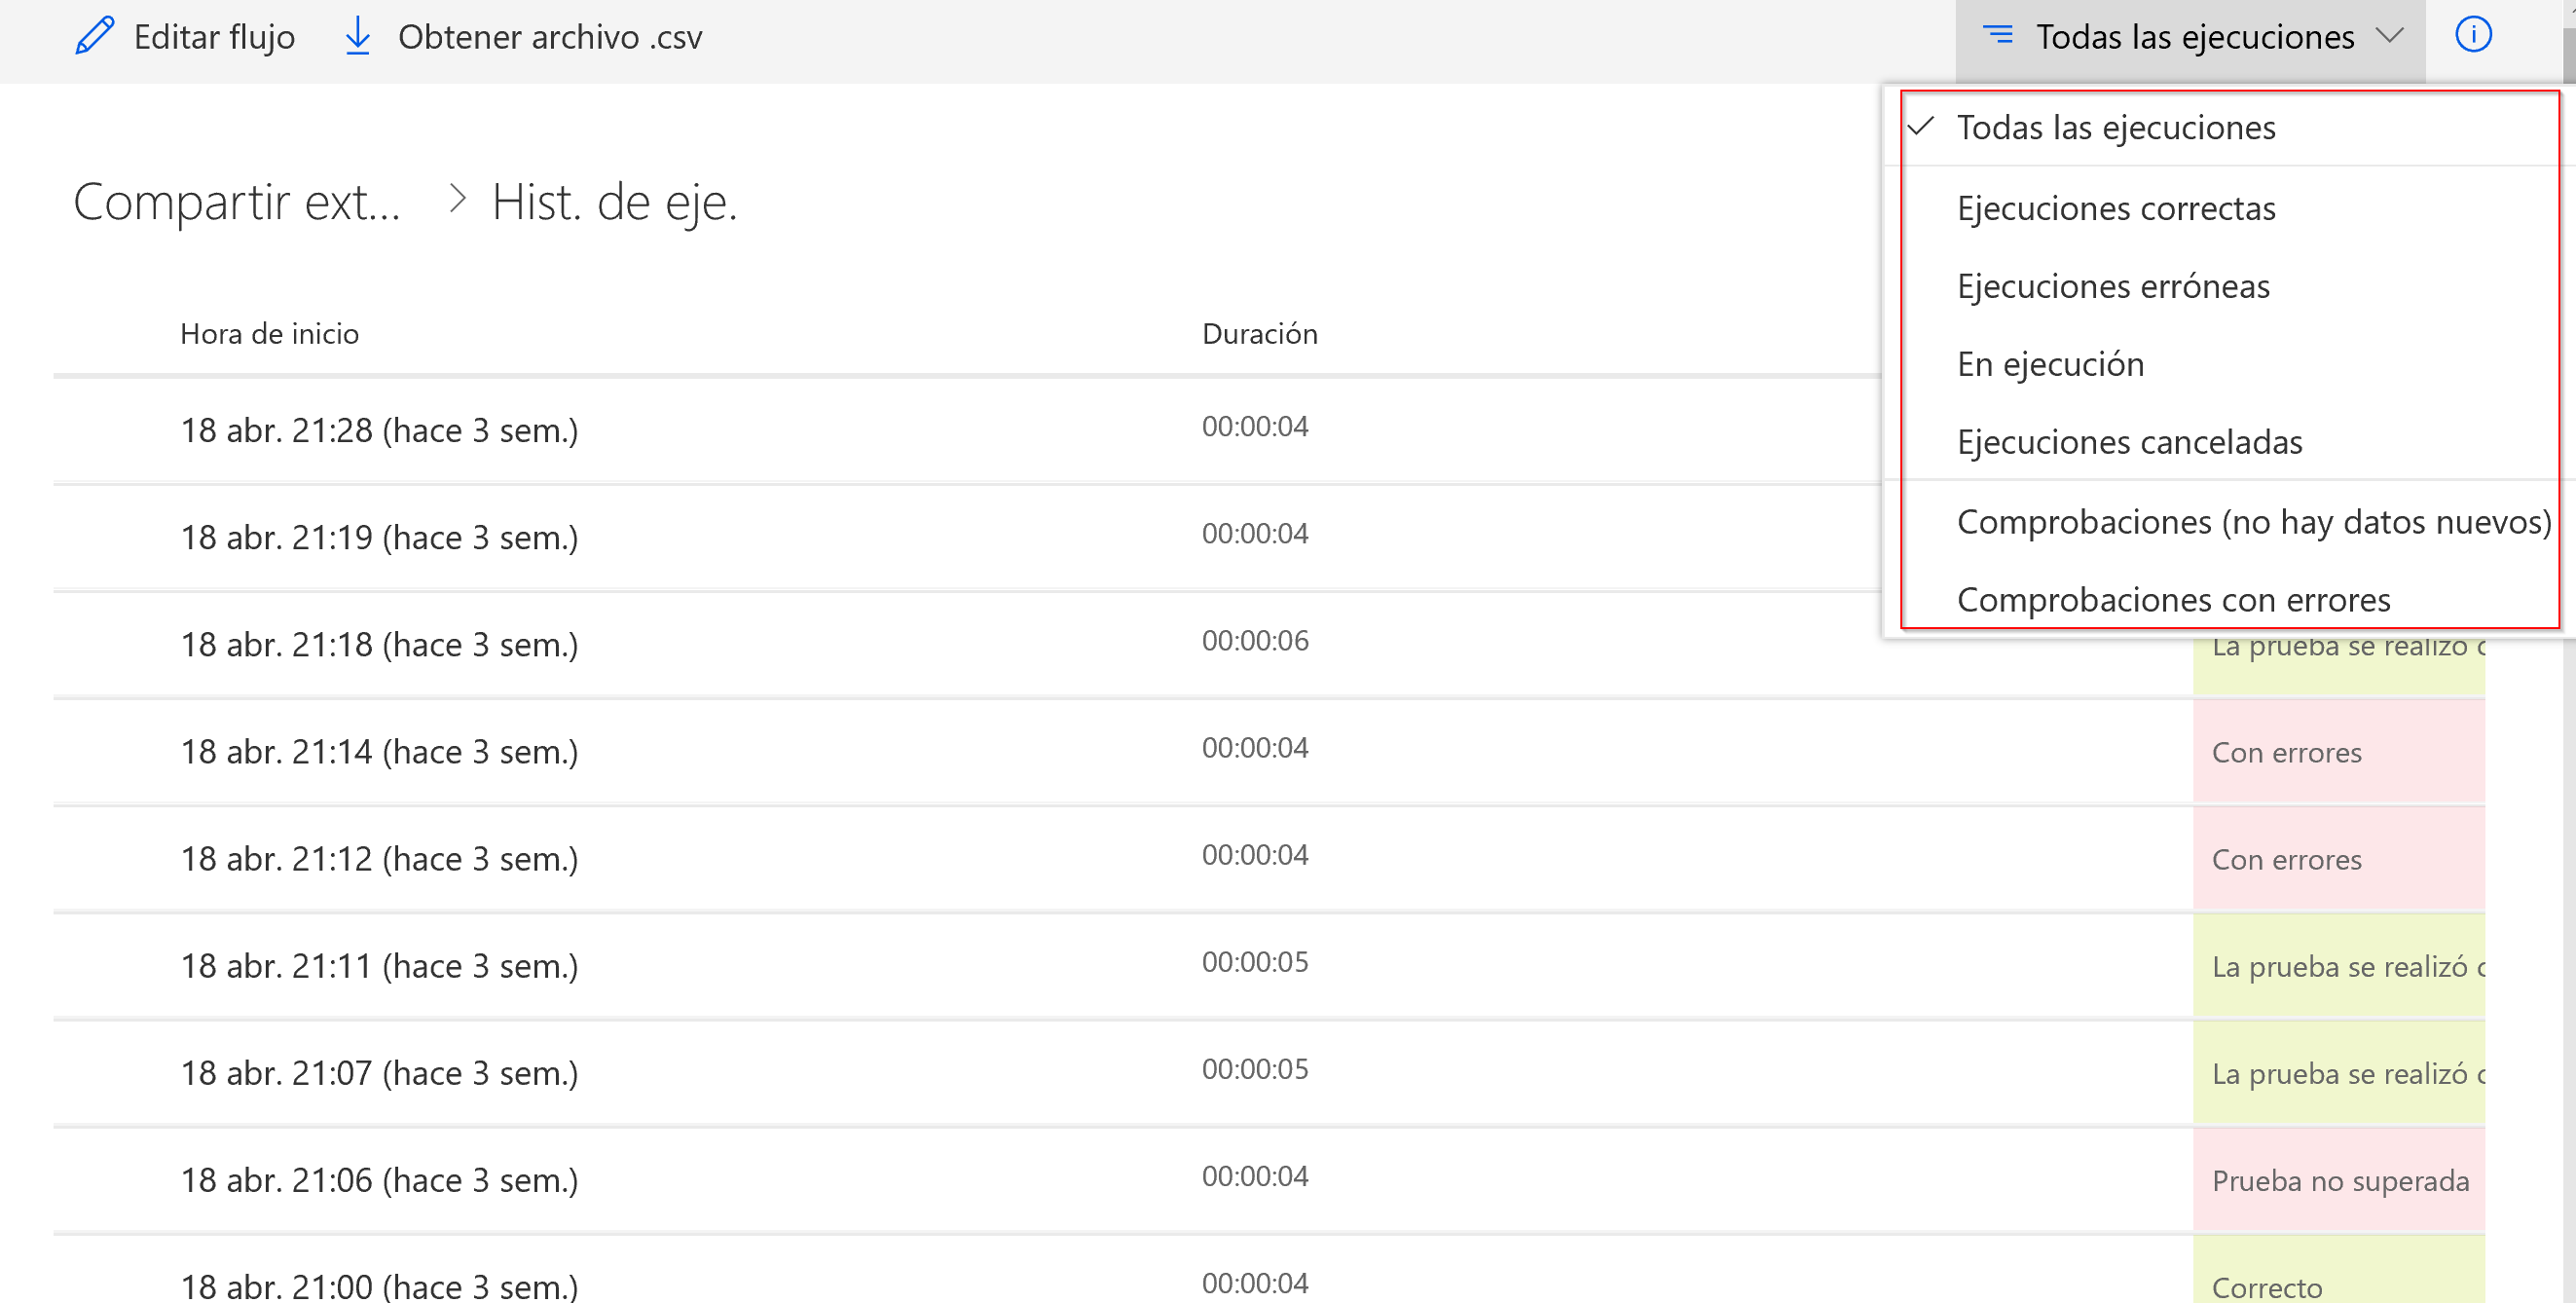 Editar flujo
Obtener archivo .csv
Todas las ejecuciones
Todas las ejecuciones
Ejecuciones correctas
Ejecuciones erróneas
En ejecución
Ejecuciones canceladas
Comprobaciones (no hay datos nuevos)
Comprobaciones con errores
Compartir ext... > Hist. de eje.
Hora de inicio Duración
18 abr. 21:28 (hace 3 sem.) 00:00:04
18 abr. 21:19 (hace 3 sem.) 00:00:04
18 abr. 21:18 (hace 3 sem.) 00:00:06 La prueba se realizó
18 abr. 21:14 (hace 3 sem.) 00:00:04 Con errores
18 abr. 21:12 (hace 3 sem.) 00:00:04 Con errores
18 abr. 21:11 (hace 3 sem.) 00:00:05 La prueba se realizó
18 abr. 21:07 (hace 3 sem.) 00:00:05 La prueba se realizó
18 abr. 21:06 (hace 3 sem.) 00:00:04 Prueba no superada
18 abr. 21:00 (hace 3 sem.) 00:00:04 Correcto